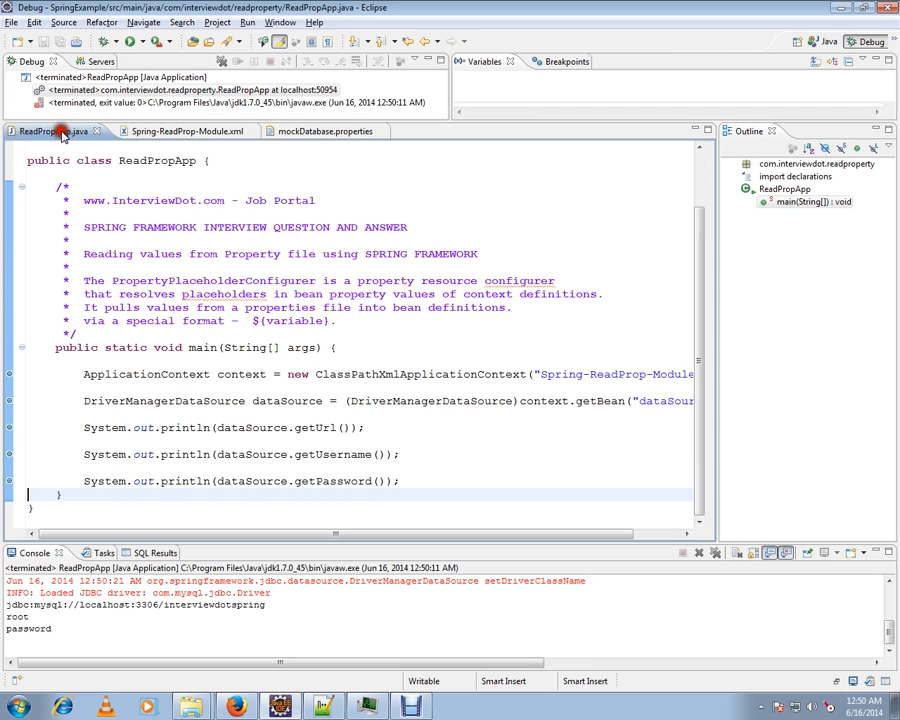 Debug - SpringExample/src/main/java/com/interviewdot/readproperty/ReadPropApp.java - Eclipse
File Edit Source Refactor Navigate Search Project Run Window Help
Java Debug
Debug Servers
Variables Breakpoints
<terminated>ReadPropApp [Java Application]
<terminated>com.interviewdot.readproperty.ReadPropApp at localhost:50954
<terminated, exit value: 0>C:\Program Files\Java\jdk1.7.0_45\bin\javaw.exe (Jun 16, 2014 12:50:11 AM)
Spring-ReadProp-Module.xml mockDatabase.properties
Outline
com.interviewdot.readproperty
import declarations
ReadPropApp
main(String[]) : void
public class ReadPropApp {
/*
* www.InterviewDot.com - Job Portal
*
* SPRING FRAMEWORK INTERVIEW QUESTION AND ANSWER
*
* Reading values from Property file using SPRING FRAMEWORK
*
* The PropertyPlaceholderConfigurer is a property resource configurer
* that resolves placeholders in bean property values of context definitions.
* It pulls values from a properties file into bean definitions.
* via a special format - ${variable}.
*/
public static void main(String[] args) {
ApplicationContext context = new ClassPathXmlApplicationContext("Spring-ReadProp-Module
DriverManagerDataSource dataSource = (DriverManagerDataSource)context.getBean("dataSour
System.out.println(dataSource.getUrl());
System.out.println(dataSource.getUsername());
System.out.println(dataSource.getPassword());
}
}
Console Tasks SQL Results
<terminated> ReadPropApp [Java Application] C:\Program Files\Java\jdk1.7.0_45\bin\javaw.exe (Jun 16, 2014 12:50:11 AM)
Jun 16, 2014 12:50:21 AM org.springframework.jdbc.datasource.DriverManagerDataSource setDriverClassName
INFO: Loaded JDBC driver: com.mysql.jdbc.Driver
jdbc:mysql://localhost:3306/interviewdotspring
root
password
Writable Smart Insert Smart Insert
12:50 AM
6/16/2014